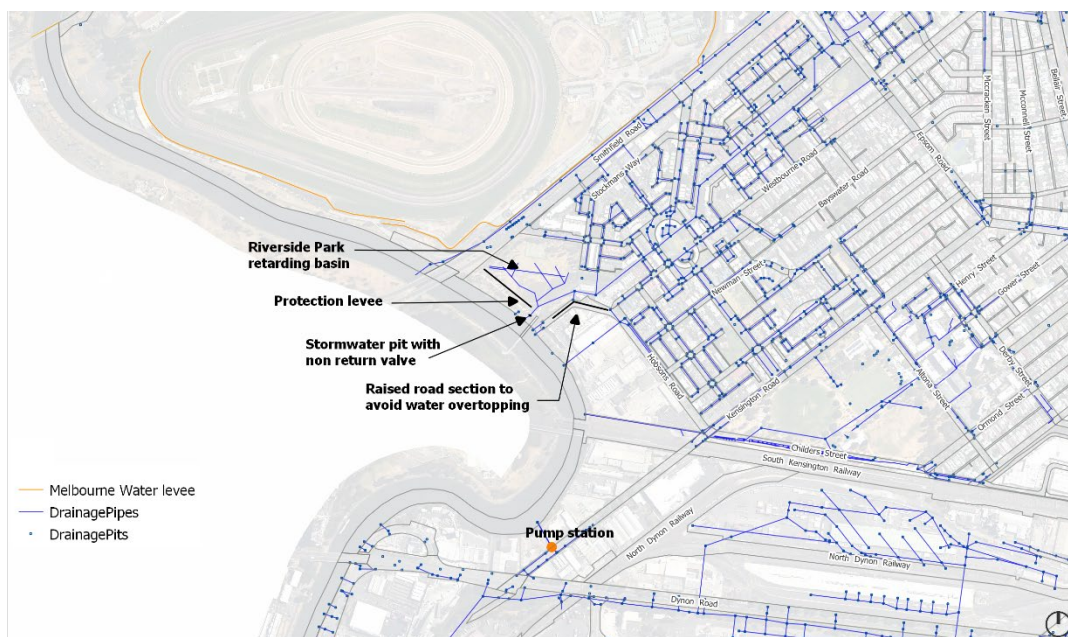 Smithfield Road
Stockmans Way
Westbourne Road
Bayswater Road
Epsom Road
Mccracken Street
Mcconnell Street
Bellair Street
Riverside Park
retarding basin
Protection levee
Stormwater pit with
non return valve
Raised road section to
avoid water overtopping
Newman Street
Henry Street
Gower Street
Hobsons Road
Kensington Road
Altona Street
Derby Street
Ormond Street
Childers Street
South Kensington Railway
Melbourne Water levee
DrainagePipes
DrainagePits
Pump station
North Dynon Railway
North Dynon Railway
Dynon Road